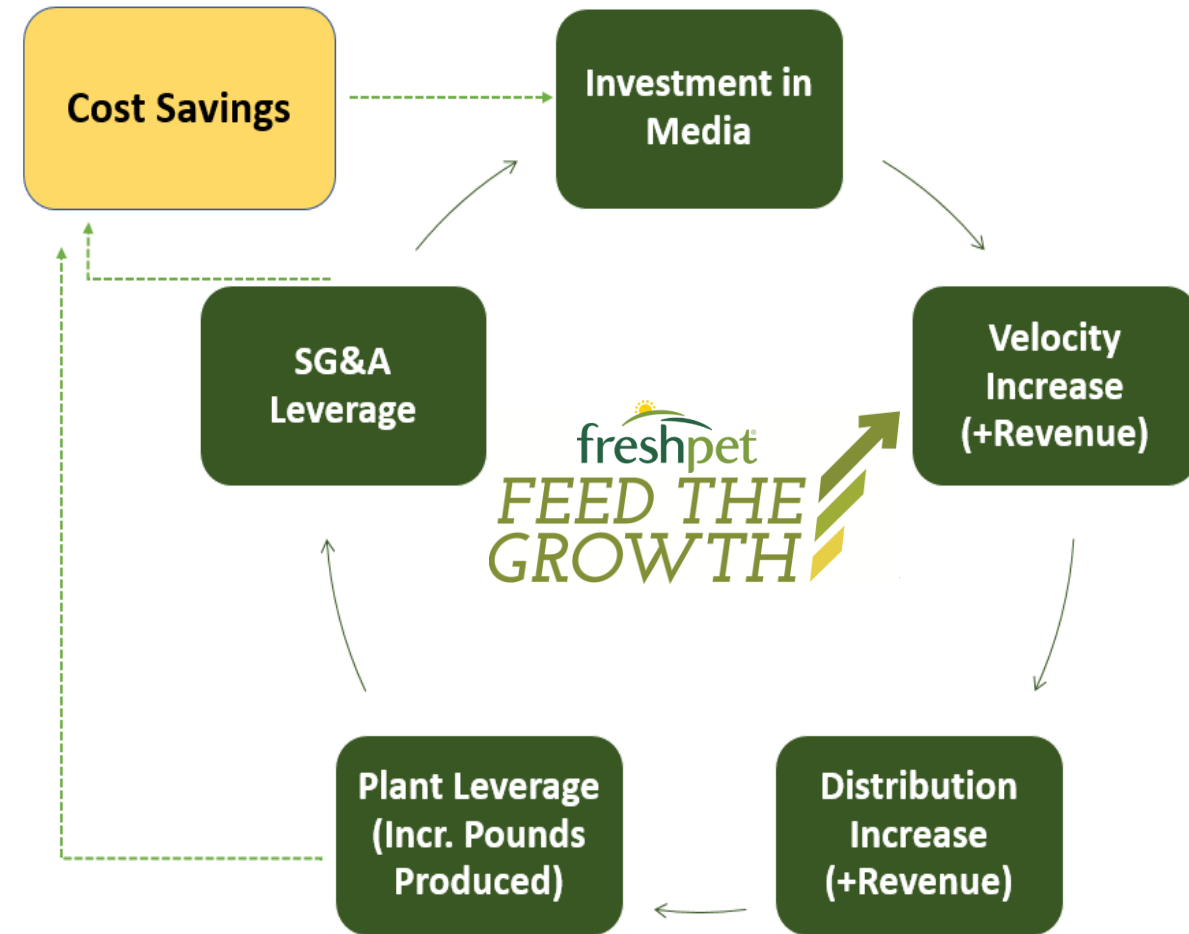 Cost Savings
Investment in
Media
SG&A
Leverage
Velocity
Increase
(+Revenue)
freshpet®
FEED THE
GROWTH
Plant Leverage
(Incr. Pounds
Produced)
Distribution
Increase
(+Revenue)